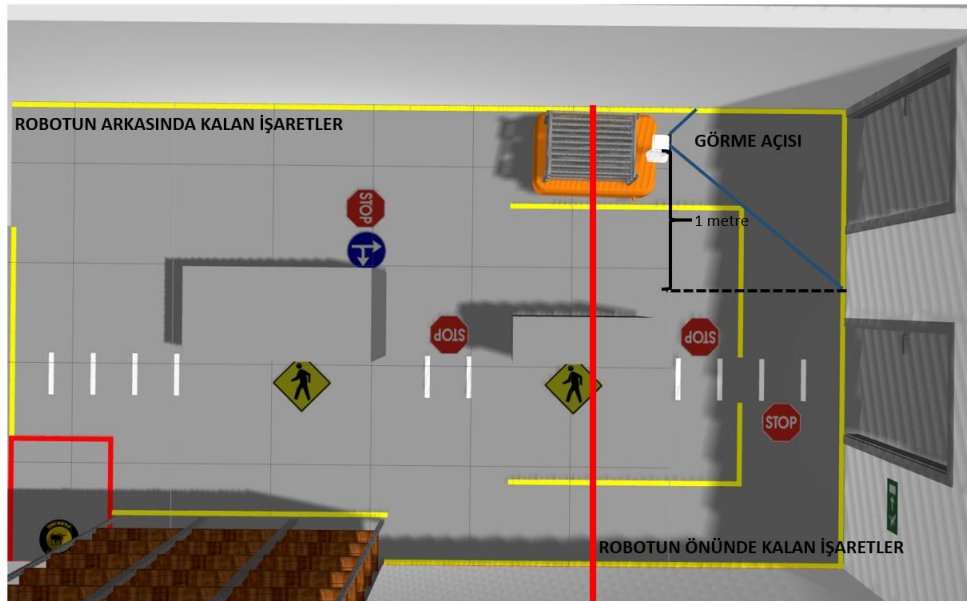 ROBOTUN ARKASINDA KALAN İŞARETLER
GÖRME AÇISI
STOP
1 metre
STOP
STOP
STOP
ROBOTUN ÖNÜNDE KALAN İŞARETLER